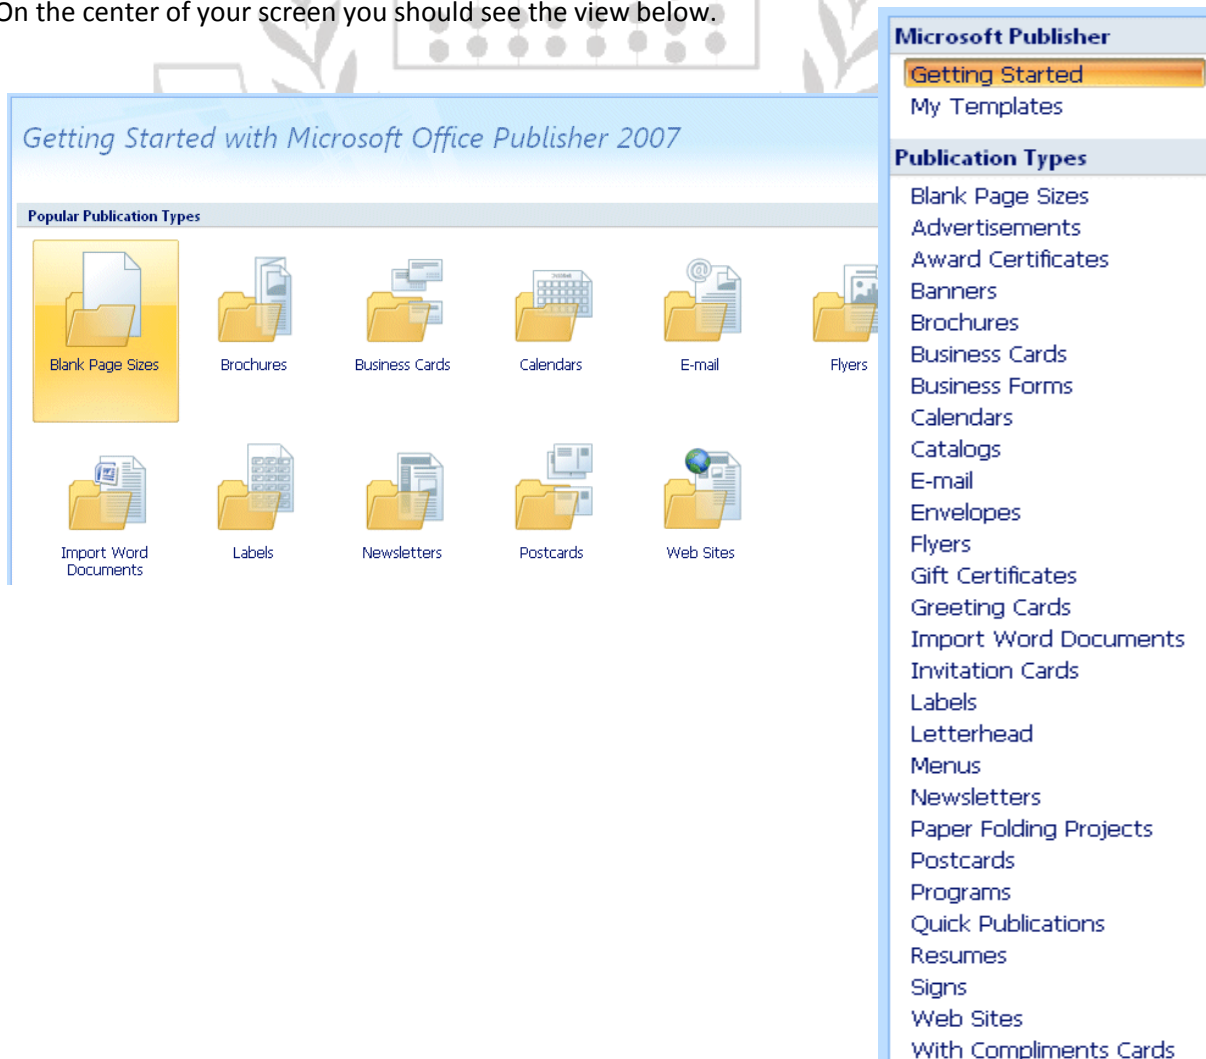 On the center of your screen you should see the view below.
Getting Started with Microsoft Office Publisher 2007
Popular Publication Types
Blank Page Sizes
Brochures
Business Cards
Calendars
E-mail
Flyers
Import Word
Documents
Labels
Newsletters
Postcards
Web Sites
Microsoft Publisher
Getting Started
My Templates
Publication Types
Blank Page Sizes
Advertisements
Award Certificates
Banners
Brochures
Business Cards
Business Forms
Calendars
Catalogs
E-mail
Envelopes
Flyers
Gift Certificates
Greeting Cards
Import Word Documents
Invitation Cards
Labels
Letterhead
Menus
Newsletters
Paper Folding Projects
Postcards
Programs
Quick Publications
Resumes
Signs
Web Sites
With Compliments Cards